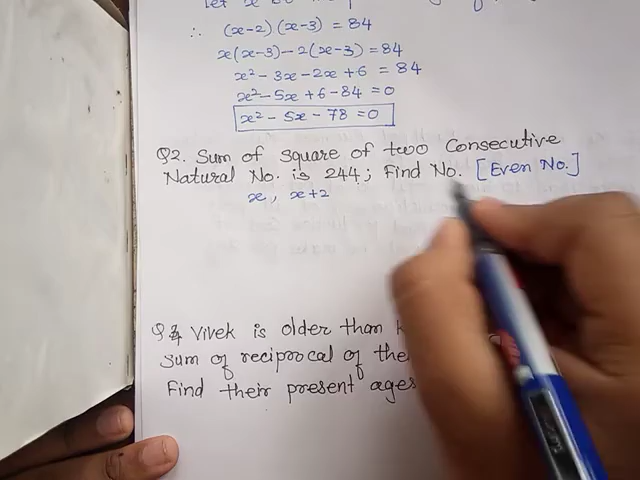 ∴ (x-2)(x-3) = 84
x(x-3)-2(x-3) = 84
x² - 3x - 2x + 6 = 84
x² - 5x + 6 - 84 = 0
x² - 5x - 78 = 0
Q2. Sum of square of two Consecutive
Natural No. is 244; Find No. [Even No.]
x, x+2
Vivek is older than
sum of reciprocal of the
Find their present ages